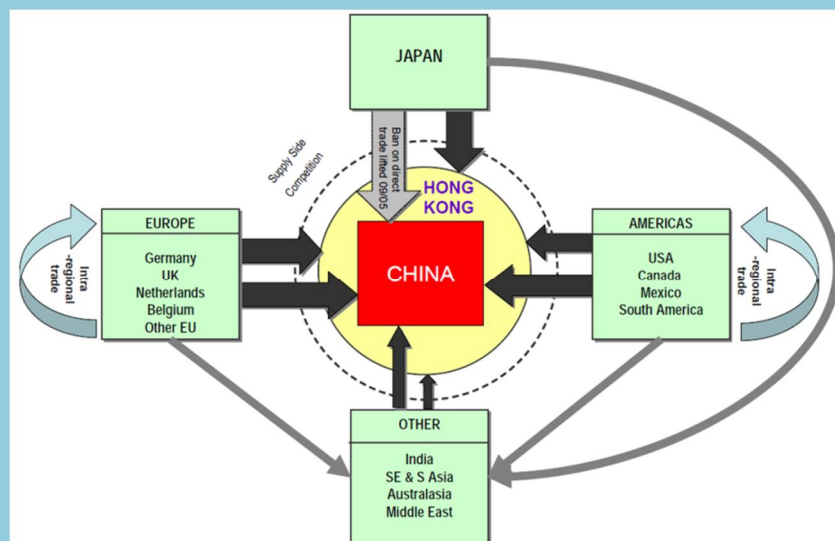 JAPAN
Ban on direct
trade lifted 09/05
Supply Side
Competition
HONG
KONG
EUROPE
Germany
UK
Netherlands
Belgium
Other EU
Intra
-regional
trade
CHINA
AMERICAS
USA
Canada
Mexico
South America
Intra
-regional
trade
OTHER
India
SE & S Asia
Australasia
Middle East